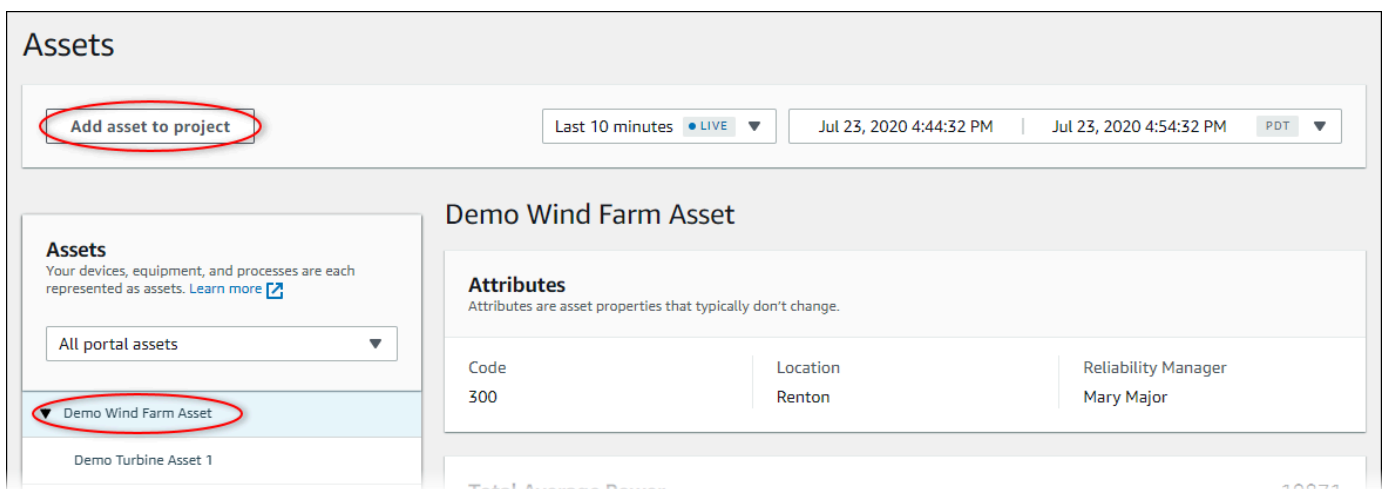 Assets
Add asset to project
Last 10 minutes LIVE
Jul 23, 2020 4:44:32 PM | Jul 23, 2020 4:54:32 PM PDT
Assets
Your devices, equipment, and processes are each
represented as assets. Learn more
All portal assets
Demo Wind Farm Asset
Demo Turbine Asset 1
Demo Wind Farm Asset
Attributes
Attributes are asset properties that typically don't change.
Code
300
Location
Renton
Reliability Manager
Mary Major
Total Average Power